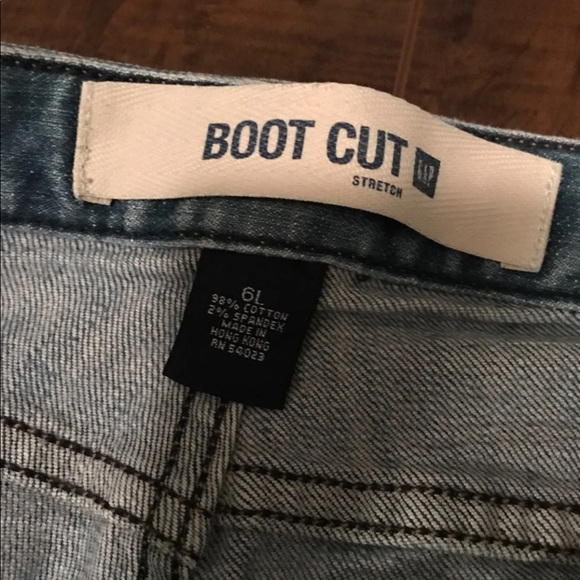 BOOT CUT GAP
STRETCH
6L
98% COTTON
2% SPANDEX
MADE IN
HONG KONG
RN 54023